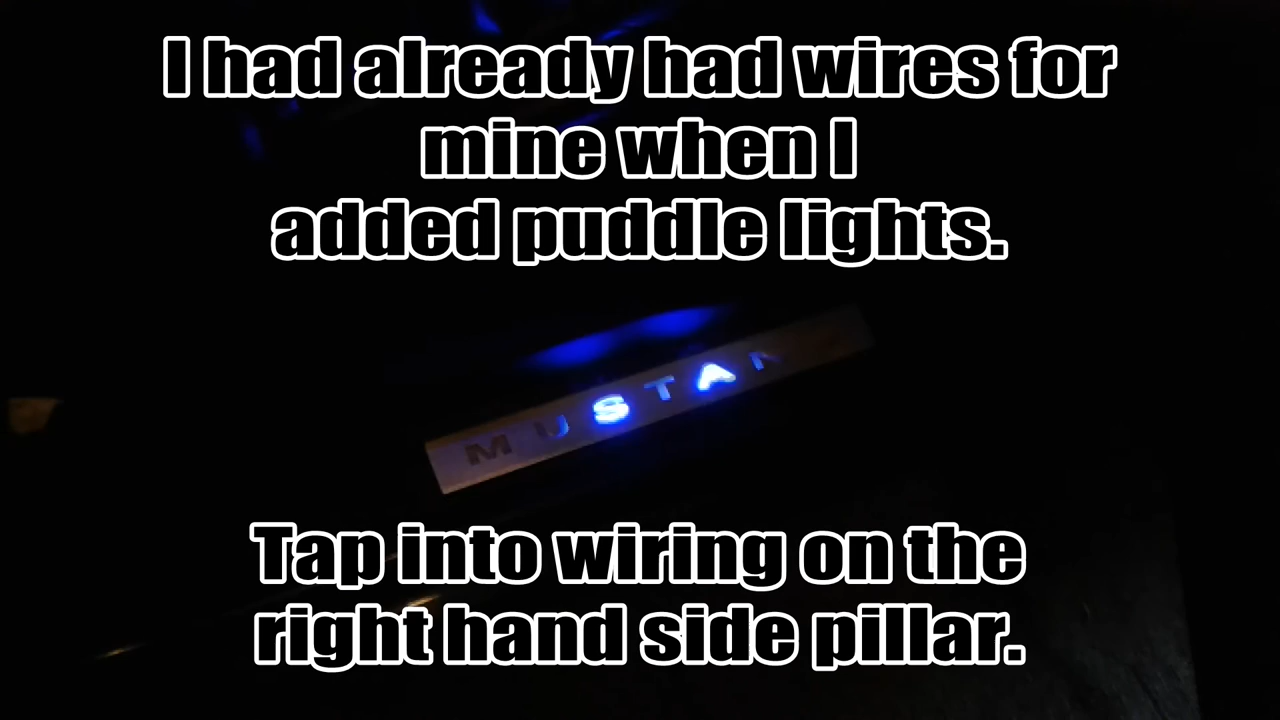 I had already had wires for
mine when I
added puddle lights.
MUSTAN
Tap into wiring on the
right hand side pillar.